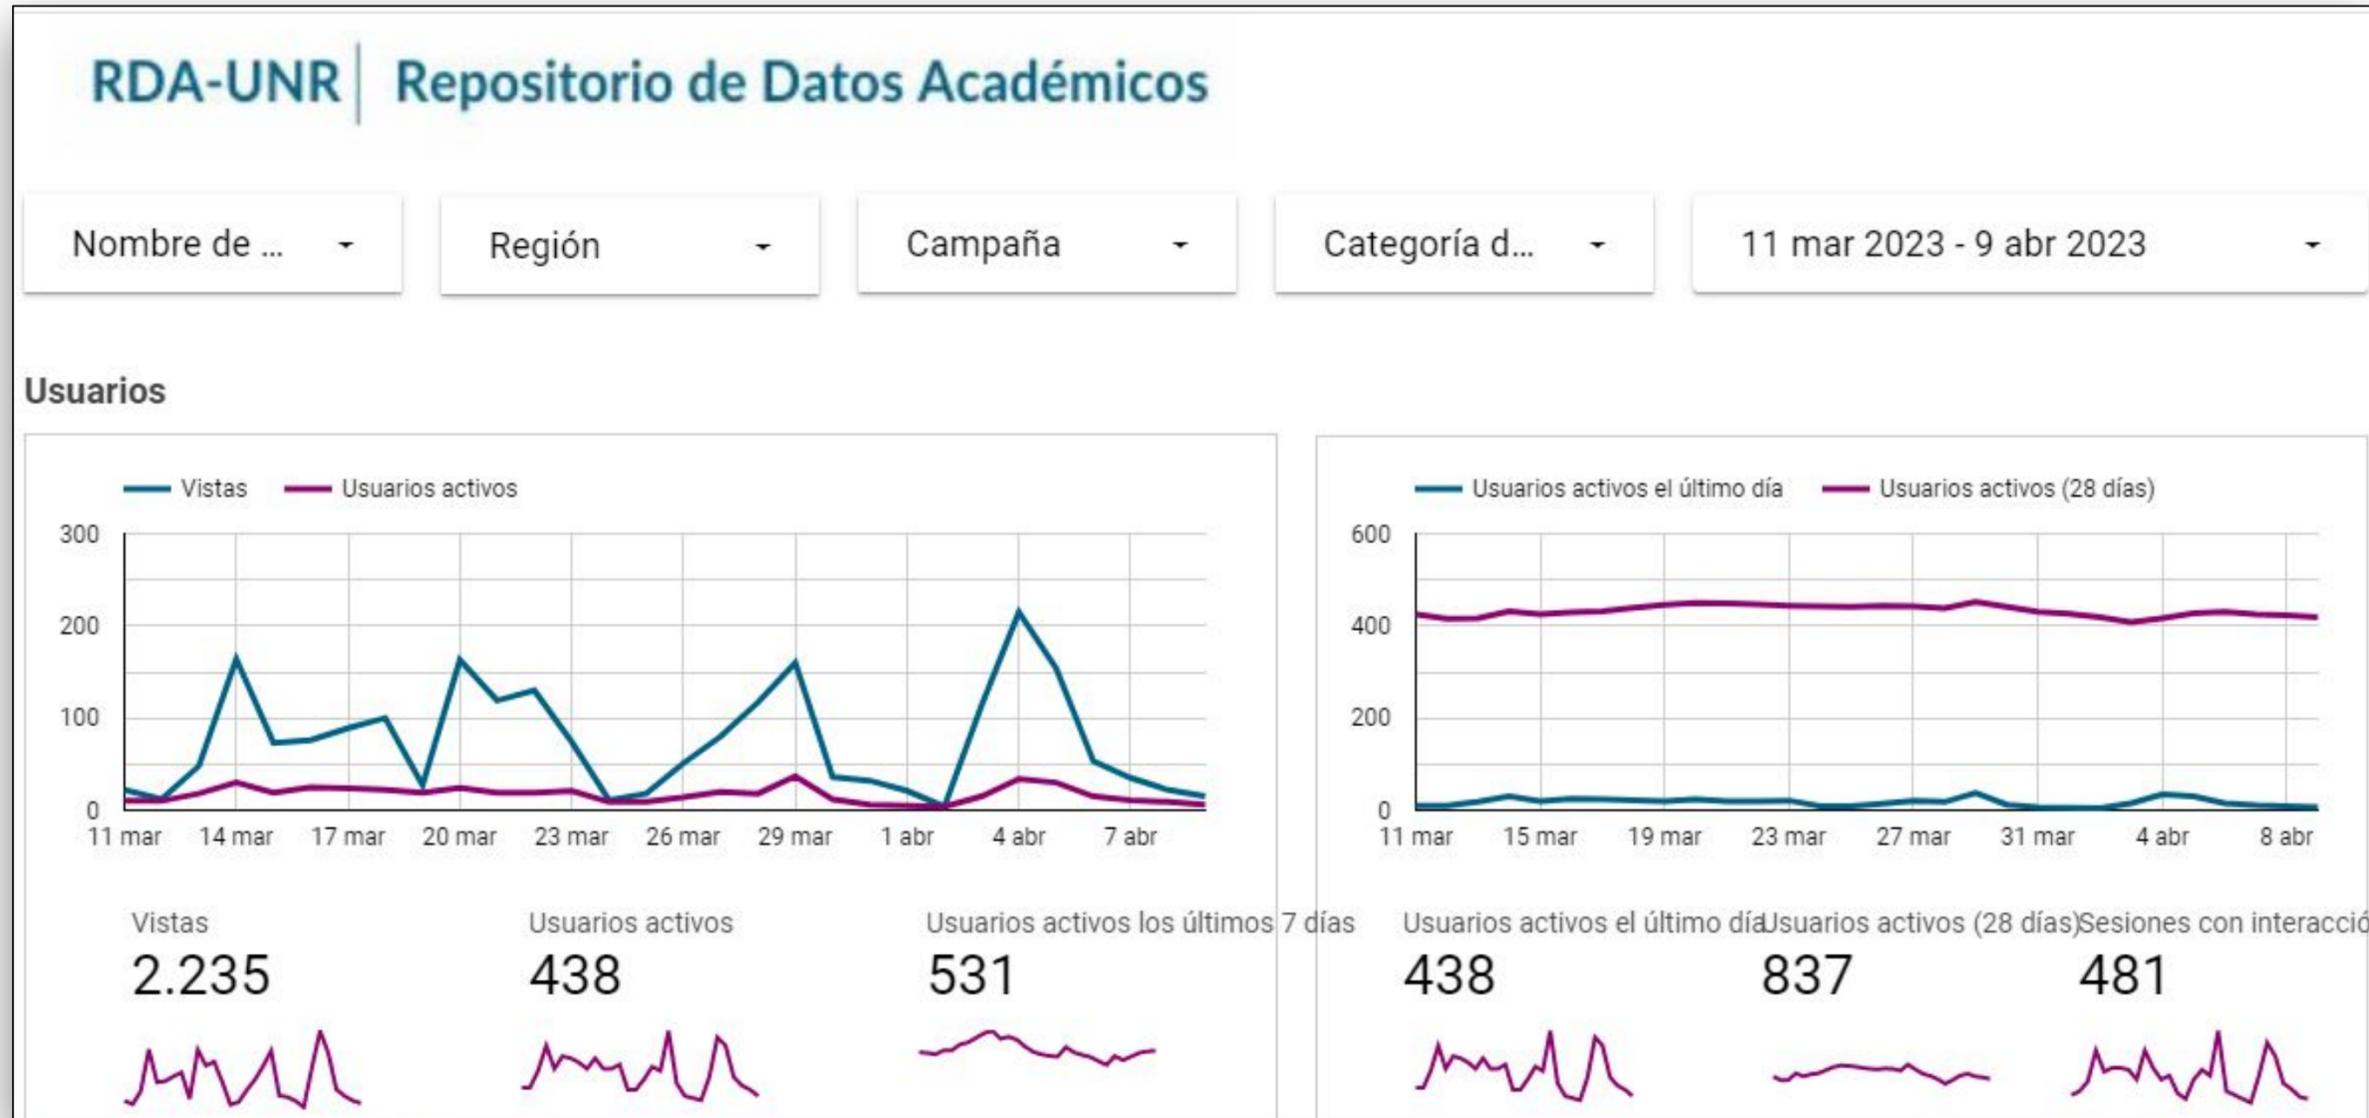 RDA-UNR | Repositorio de Datos Académicos
Nombre de ...
Región
Campaña
Categoría d...
11 mar 2023 - 9 abr 2023
Usuarios
Vistas
Usuarios activos
300
200
100
0
11 mar
14 mar
17 mar
20 mar
23 mar
26 mar
29 mar
1 abr
4 abr
7 abr
Vistas
2.235
Usuarios activos
438
Usuarios activos los últimos 7 días
531
Usuarios activos el último día
Usuarios activos (28 días)
600
400
200
0
11 mar
15 mar
19 mar
23 mar
27 mar
31 mar
4 abr
8 abr
Usuarios activos el último día
438
Usuarios activos (28 días)
837
Sesiones con interacció
481